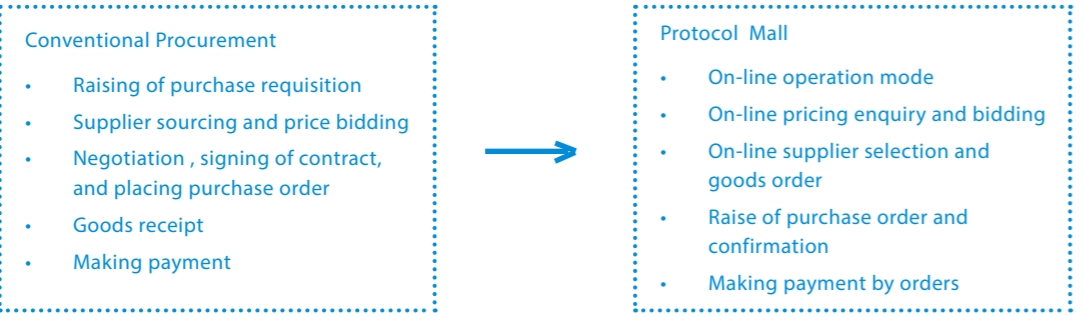 Conventional Procurement
• Raising of purchase requisition
• Supplier sourcing and price bidding
• Negotiation , signing of contract,
and placing purchase order
• Goods receipt
• Making payment
Protocol Mall
• On-line operation mode
• On-line pricing enquiry and bidding
• On-line supplier selection and
goods order
• Raise of purchase order and
confirmation
• Making payment by orders